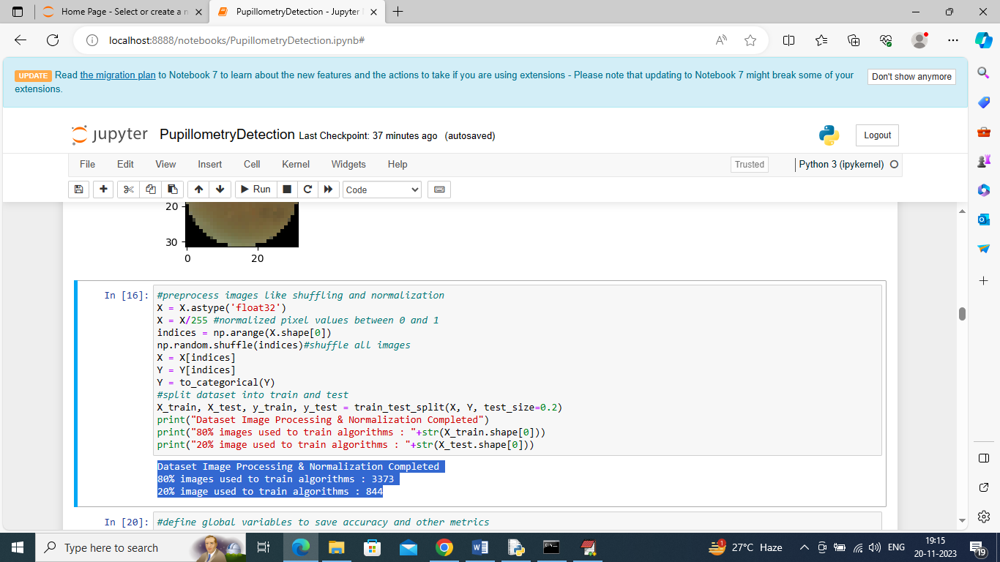 Home Page - Select or create a n
PupillometryDetection - Jupyter
localhost:8888/notebooks/PupillometryDetection.ipynb#
UPDATE Read the migration plan to Notebook 7 to learn about the new features and the actions to take if you are using extensions - Please note that updating to Notebook 7 might break some of your
extensions.
Don't show anymore
jupyter PupillometryDetection Last Checkpoint: 37 minutes ago (autosaved)
Logout
File Edit View Insert Cell Kernel Widgets Help
Trusted
Python 3 (ipykernel)
Run
Code
20
30
0 20
In [16]: #preprocess images like shuffling and normalization
X = X.astype('float32')
X = X/255 #normalized pixel values between 0 and 1
indices = np.arange(X.shape[0])
np.random.shuffle(indices)#shuffle all images
X = X[indices]
Y = Y[indices]
Y = to_categorical(Y)
#split dataset into train and test
X_train, X_test, y_train, y_test = train_test_split(X, Y, test_size=0.2)
print("Dataset Image Processing & Normalization Completed")
print("80% images used to train algorithms : "+str(X_train.shape[0]))
print("20% image used to train algorithms : "+str(X_test.shape[0]))
Dataset Image Processing & Normalization Completed
80% images used to train algorithms : 3373
20% image used to train algorithms : 844
In [20]: #define global variables to save accuracy and other metrics
Type here to search
1
27°C Haze
ENG
19:15
20-11-2023
19